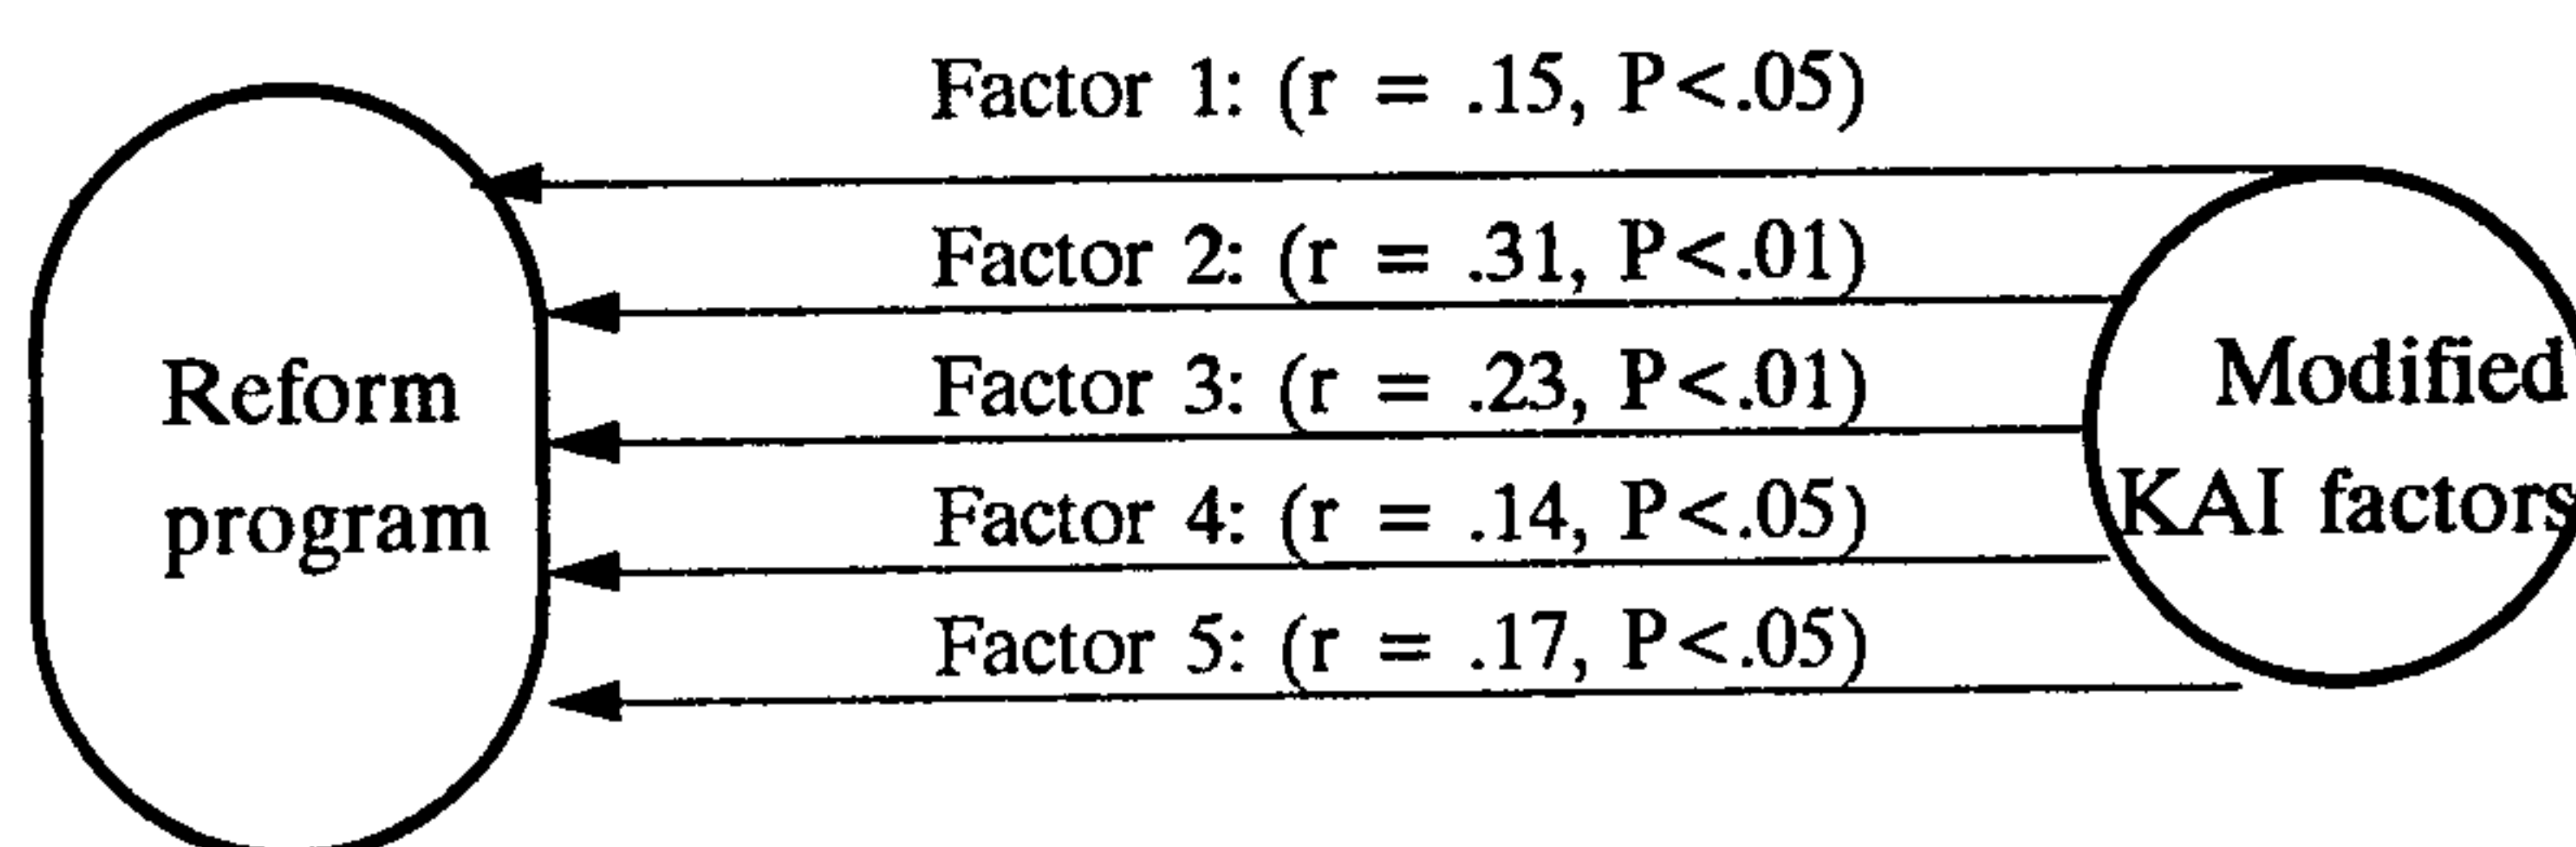 Factor 1: (r = .15, P<.05)
Factor 2: (r = .31, P<.01)
Factor 3: (r = .23, P<.01)
Factor 4: (r = .14, P<.05)
Factor 5: (r = .17, P<.05)
Reform
program
Modified
KAI factors